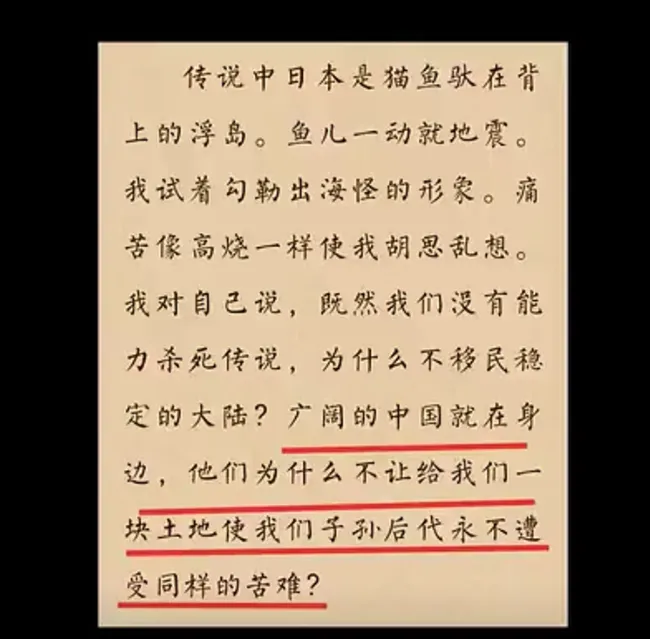 传说中日本是猫鱼驮在背
上的浮岛。鱼儿一动就地震。
我试着勾勒出海怪的形象。痛
苦像高烧一样使我胡思乱想。
我对自己说，既然我们没有能
力杀死传说，为什么不移民稳
定的大陆？广阔的中国就在身
边，他们为什么不让给我们一
块土地使我们子孙后代永不遭
受同样的苦难？